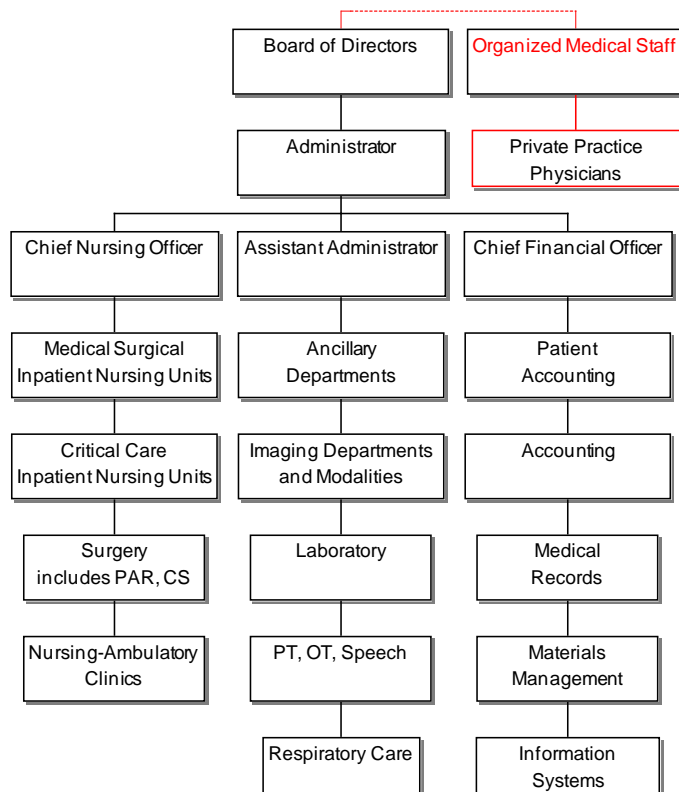 Board of Directors
Organized Medical Staff
Administrator
Private Practice
Physicians
Chief Nursing Officer
Assistant Administrator
Chief Financial Officer
Medical Surgical
Inpatient Nursing Units
Ancillary
Departments
Patient
Accounting
Critical Care
Inpatient Nursing Units
Imaging Departments
and Modalities
Accounting
Surgery
includes PAR, CS
Laboratory
Medical
Records
Nursing-Ambulatory
Clinics
PT, OT, Speech
Materials
Management
Respiratory Care
Information
Systems